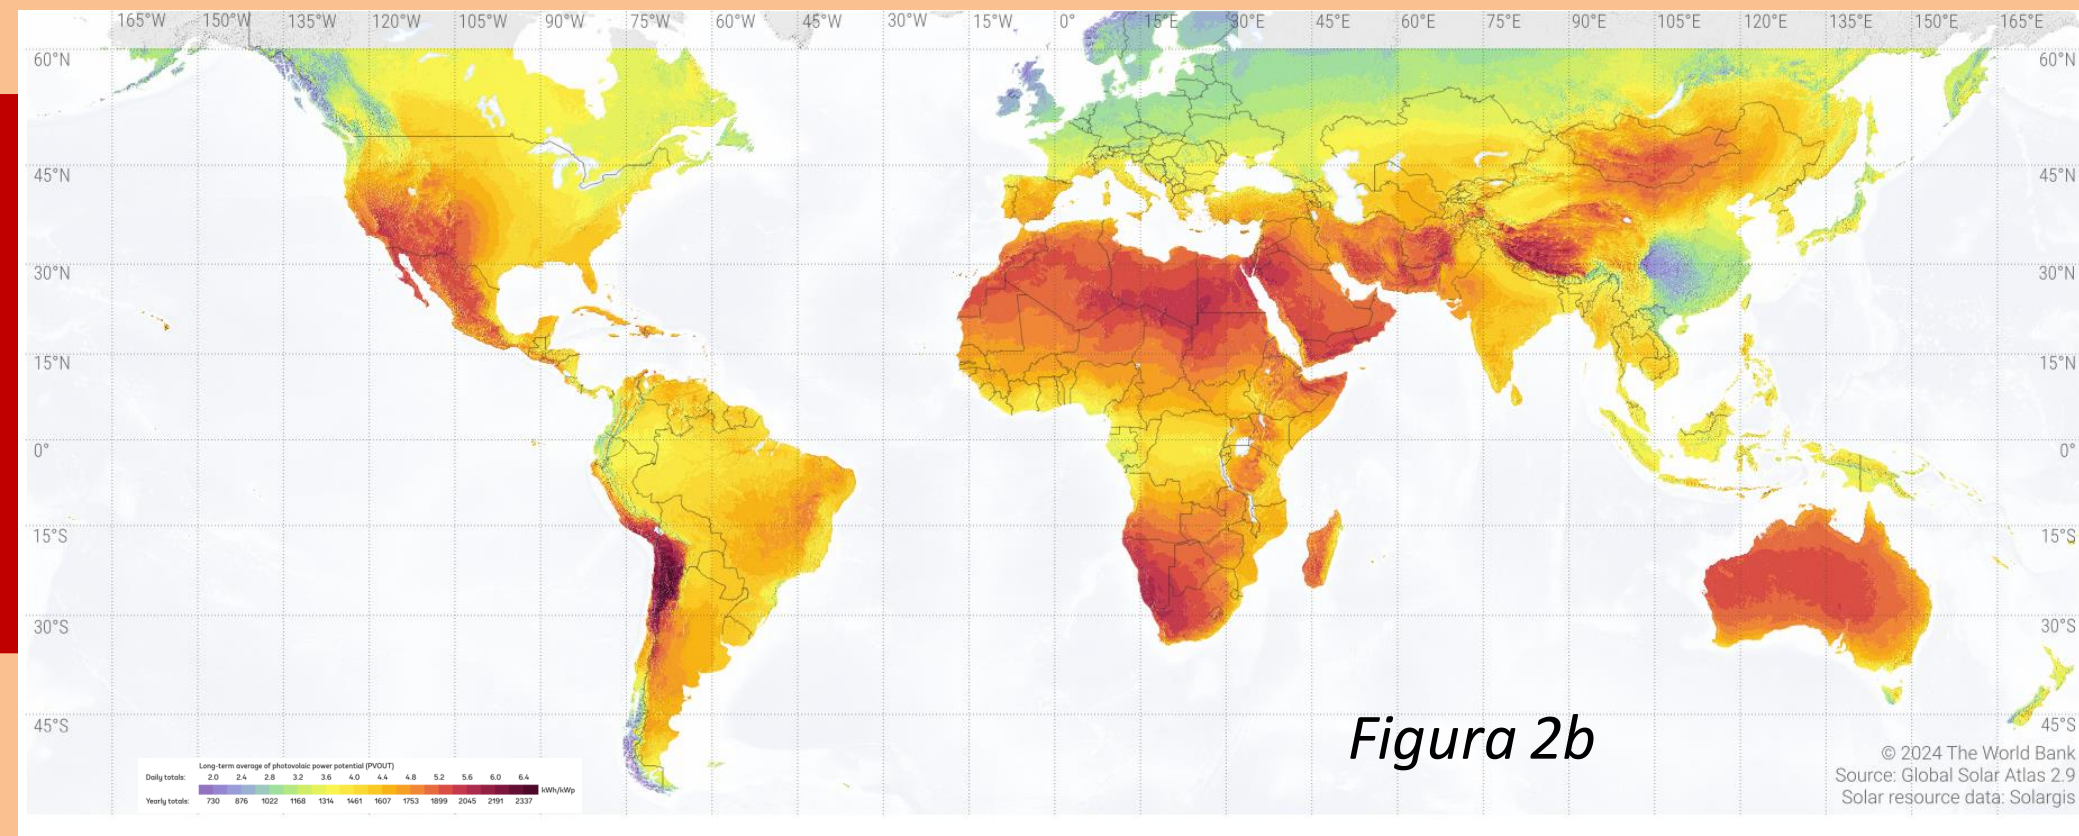 165°W 150°W 135°W 120°W 105°W 90°W 75°W 60°W 45°W 30°W 15°W 0° 15°E 30°E 45°E 60°E 75°E 90°E 105°E 120°E 135°E 150°E 165°E
60°N 60°N
45°N 45°N
30°N 30°N
15°N 15°N
0° 0°
15°S 15°S
30°S 30°S
45°S 45°S
Figura 2b
Long-term average of photovolaic power potential (PVOUT)
Daily totals: 2.0 2.4 2.8 3.2 3.6 4.0 4.4 4.8 5.2 5.6 6.0 6.4
kWh/kWp
Yearly totals: 730 876 1022 1168 1314 1461 1607 1753 1899 2045 2191 2337
© 2024 The World Bank
Source: Global Solar Atlas 2.9
Solar resource data: Solargis